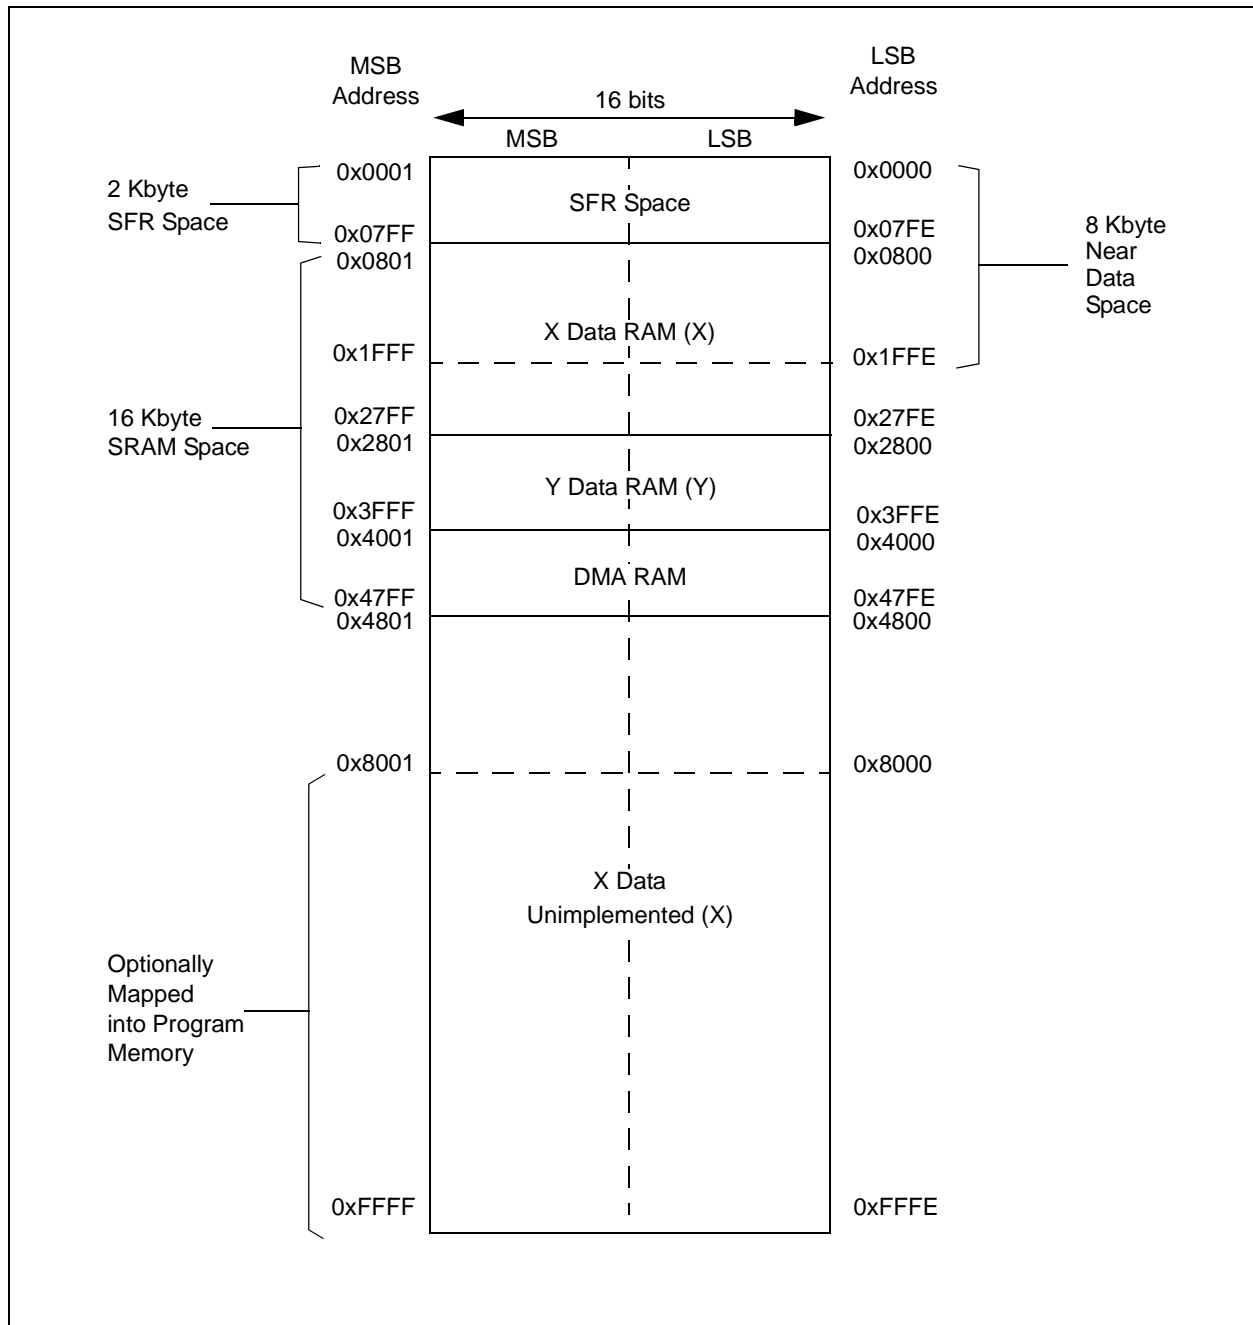 MSB
Address
LSB
Address
16 bits
MSB
LSB
2 Kbyte
SFR Space
0x0001
SFR Space
0x0000
0x07FF
0x07FE
0x0801
0x0800
8 Kbyte
Near
Data
Space
X Data RAM (X)
0x1FFF
0x1FFE
16 Kbyte
SRAM Space
0x27FF
0x27FE
0x2801
0x2800
Y Data RAM (Y)
0x3FFF
0x3FFE
0x4001
0x4000
DMA RAM
0x47FF
0x47FE
0x4801
0x4800
0x8001
0x8000
X Data
Unimplemented (X)
Optionally
Mapped
into Program
Memory
0xFFFF
0xFFFE